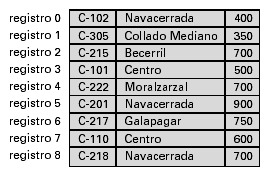 registro 0 C-102 Navacerrada 400
registro 1 C-305 Collado Mediano 350
registro 2 C-215 Becerril 700
registro 3 C-101 Centro 500
registro 4 C-222 Moralzarzal 700
registro 5 C-201 Navacerrada 900
registro 6 C-217 Galapagar 750
registro 7 C-110 Centro 600
registro 8 C-218 Navacerrada 700